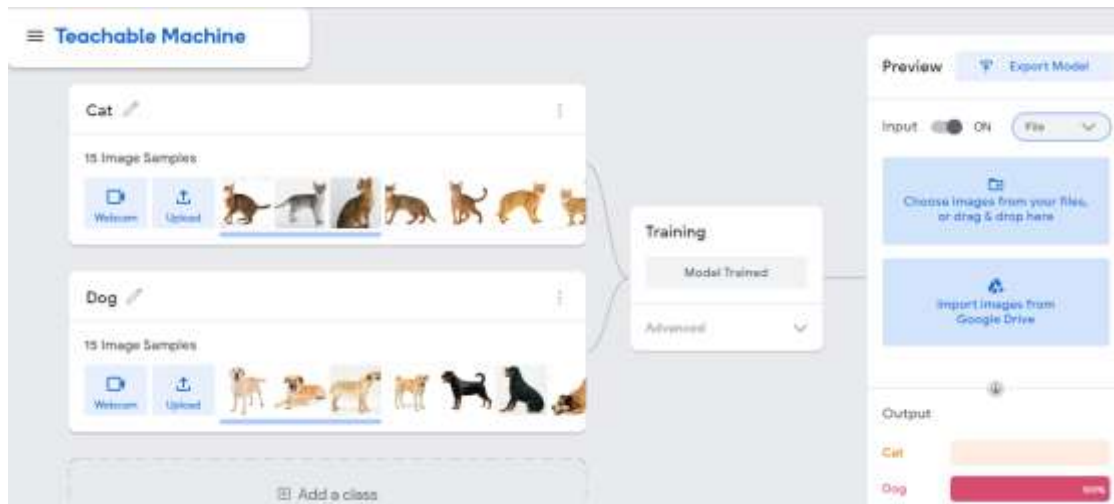 Teachable Machine
Cat
15 Image Samples
Webcam
Upload
Dog
15 Image Samples
Webcam
Upload
Add a class
Training
Model Trained
Advanced
Preview
Export Model
Input
ON
File
Choose images from your files,
or drag & drop here
Import images from
Google Drive
Output
Cat
Dog
100%